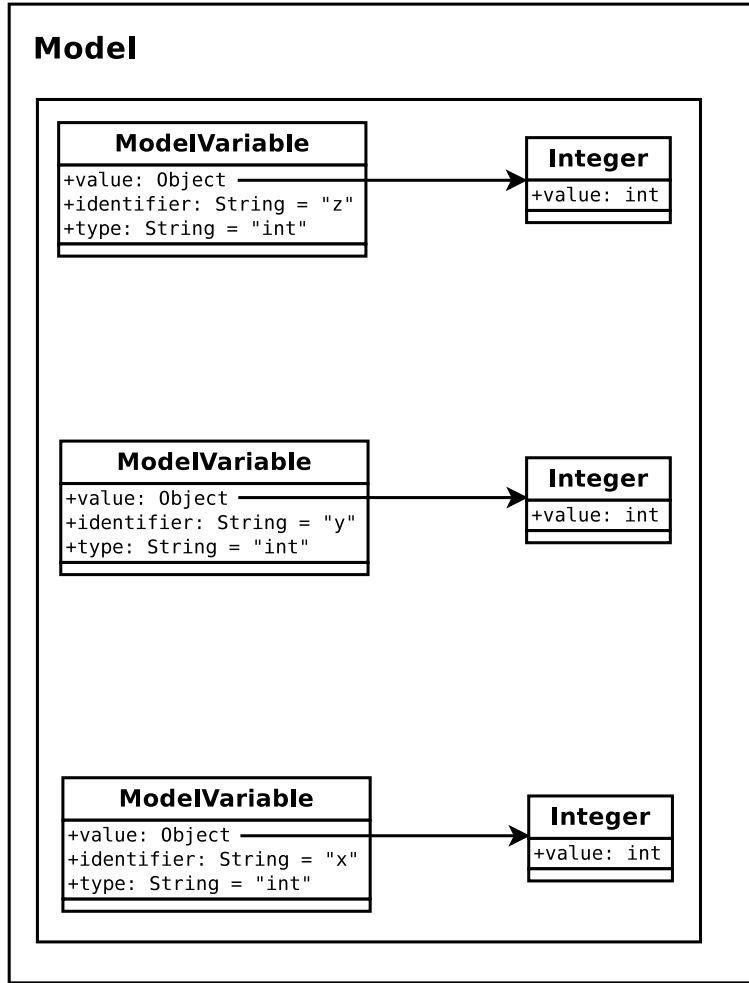 Model
ModelVariable
+value: Object
+identifier: String = "z"
+type: String = "int"
Integer
+value: int
ModelVariable
+value: Object
+identifier: String = "y"
+type: String = "int"
Integer
+value: int
ModelVariable
+value: Object
+identifier: String = "x"
+type: String = "int"
Integer
+value: int